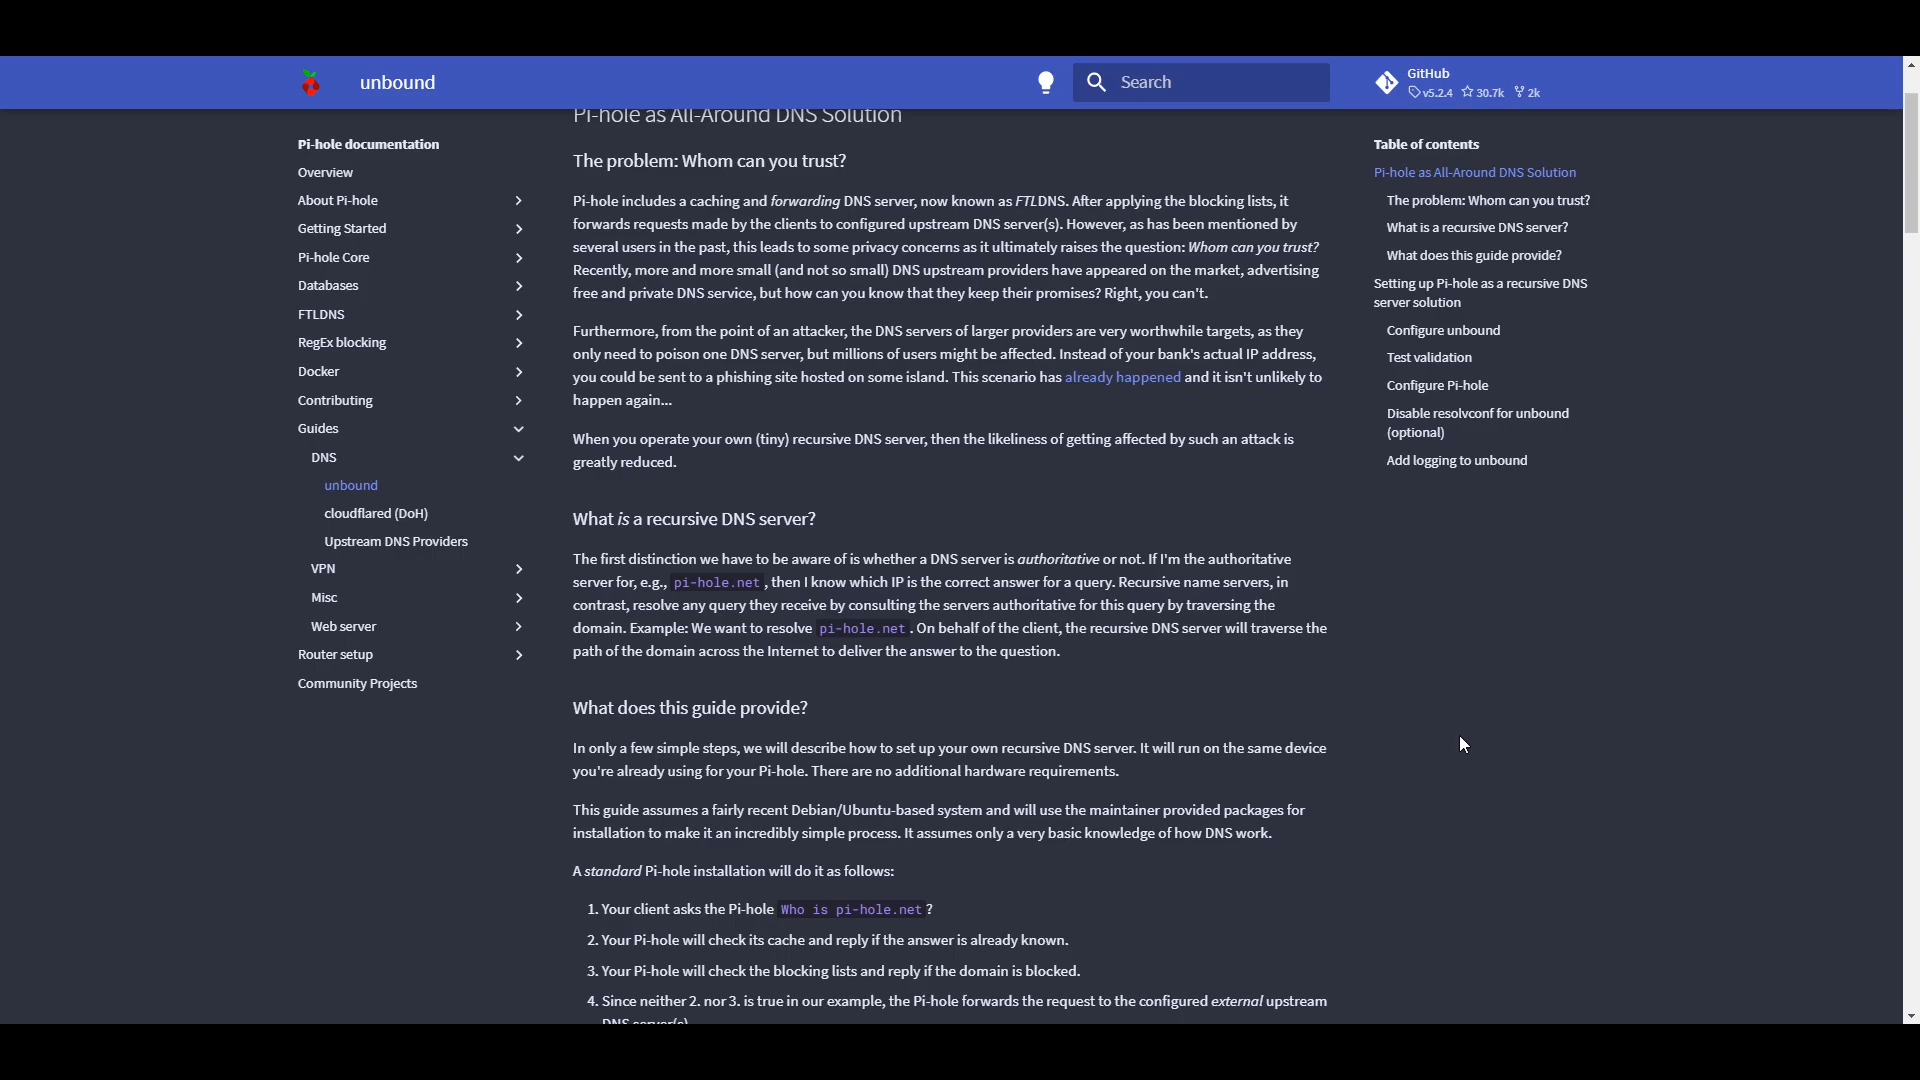 unbound
Search
GitHub
v5.2.4 30.7k 2k
Pi-hole documentation
Overview
About Pi-hole
Getting Started
Pi-hole Core
Databases
FTLDNS
RegEx blocking
Docker
Contributing
Guides
DNS
unbound
cloudflared (DoH)
Upstream DNS Providers
VPN
Misc
Web server
Router setup
Community Projects
Pi-hole as All-Around DNS Solution
The problem: Whom can you trust?
Pi-hole includes a caching and forwarding DNS server, now known as FTLDNS. After applying the blocking lists, it
forwards requests made by the clients to configured upstream DNS server(s). However, as has been mentioned by
several users in the past, this leads to some privacy concerns as it ultimately raises the question: Whom can you trust?
Recently, more and more small (and not so small) DNS upstream providers have appeared on the market, advertising
free and private DNS service, but how can you know that they keep their promises? Right, you can't.
Furthermore, from the point of an attacker, the DNS servers of larger providers are very worthwhile targets, as they
only need to poison one DNS server, but millions of users might be affected. Instead of your bank's actual IP address,
you could be sent to a phishing site hosted on some island. This scenario has already happened and it isn't unlikely to
happen again...
When you operate your own (tiny) recursive DNS server, then the likeliness of getting affected by such an attack is
greatly reduced.
What is a recursive DNS server?
The first distinction we have to be aware of is whether a DNS server is authoritative or not. If I'm the authoritative
server for, e.g., pi-hole.net, then I know which IP is the correct answer for a query. Recursive name servers, in
contrast, resolve any query they receive by consulting the servers authoritative for this query by traversing the
domain. Example: We want to resolve pi-hole.net. On behalf of the client, the recursive DNS server will traverse the
path of the domain across the Internet to deliver the answer to the question.
What does this guide provide?
In only a few simple steps, we will describe how to set up your own recursive DNS server. It will run on the same device
you're already using for your Pi-hole. There are no additional hardware requirements.
This guide assumes a fairly recent Debian/Ubuntu-based system and will use the maintainer provided packages for
installation to make it an incredibly simple process. It assumes only a very basic knowledge of how DNS work.
A standard Pi-hole installation will do it as follows:
1. Your client asks the Pi-hole Who is pi-hole.net?
2. Your Pi-hole will check its cache and reply if the answer is already known.
3. Your Pi-hole will check the blocking lists and reply if the domain is blocked.
4. Since neither 2. nor 3. is true in our example, the Pi-hole forwards the request to the configured external upstream
DNS server(s)
Table of contents
Pi-hole as All-Around DNS Solution
The problem: Whom can you trust?
What is a recursive DNS server?
What does this guide provide?
Setting up Pi-hole as a recursive DNS
server solution
Configure unbound
Test validation
Configure Pi-hole
Disable resolvconf for unbound
(optional)
Add logging to unbound